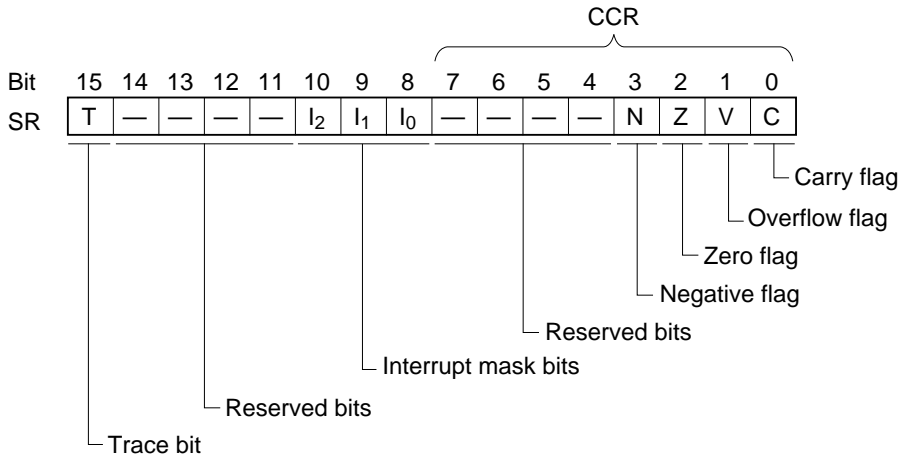 CCR
Bit 15 14 13 12 11 10 9 8 7 6 5 4 3 2 1 0
SR T — — — — I₂ I₁ I₀ — — — — N Z V C
Carry flag
Overflow flag
Zero flag
Negative flag
Reserved bits
Interrupt mask bits
Reserved bits
Trace bit